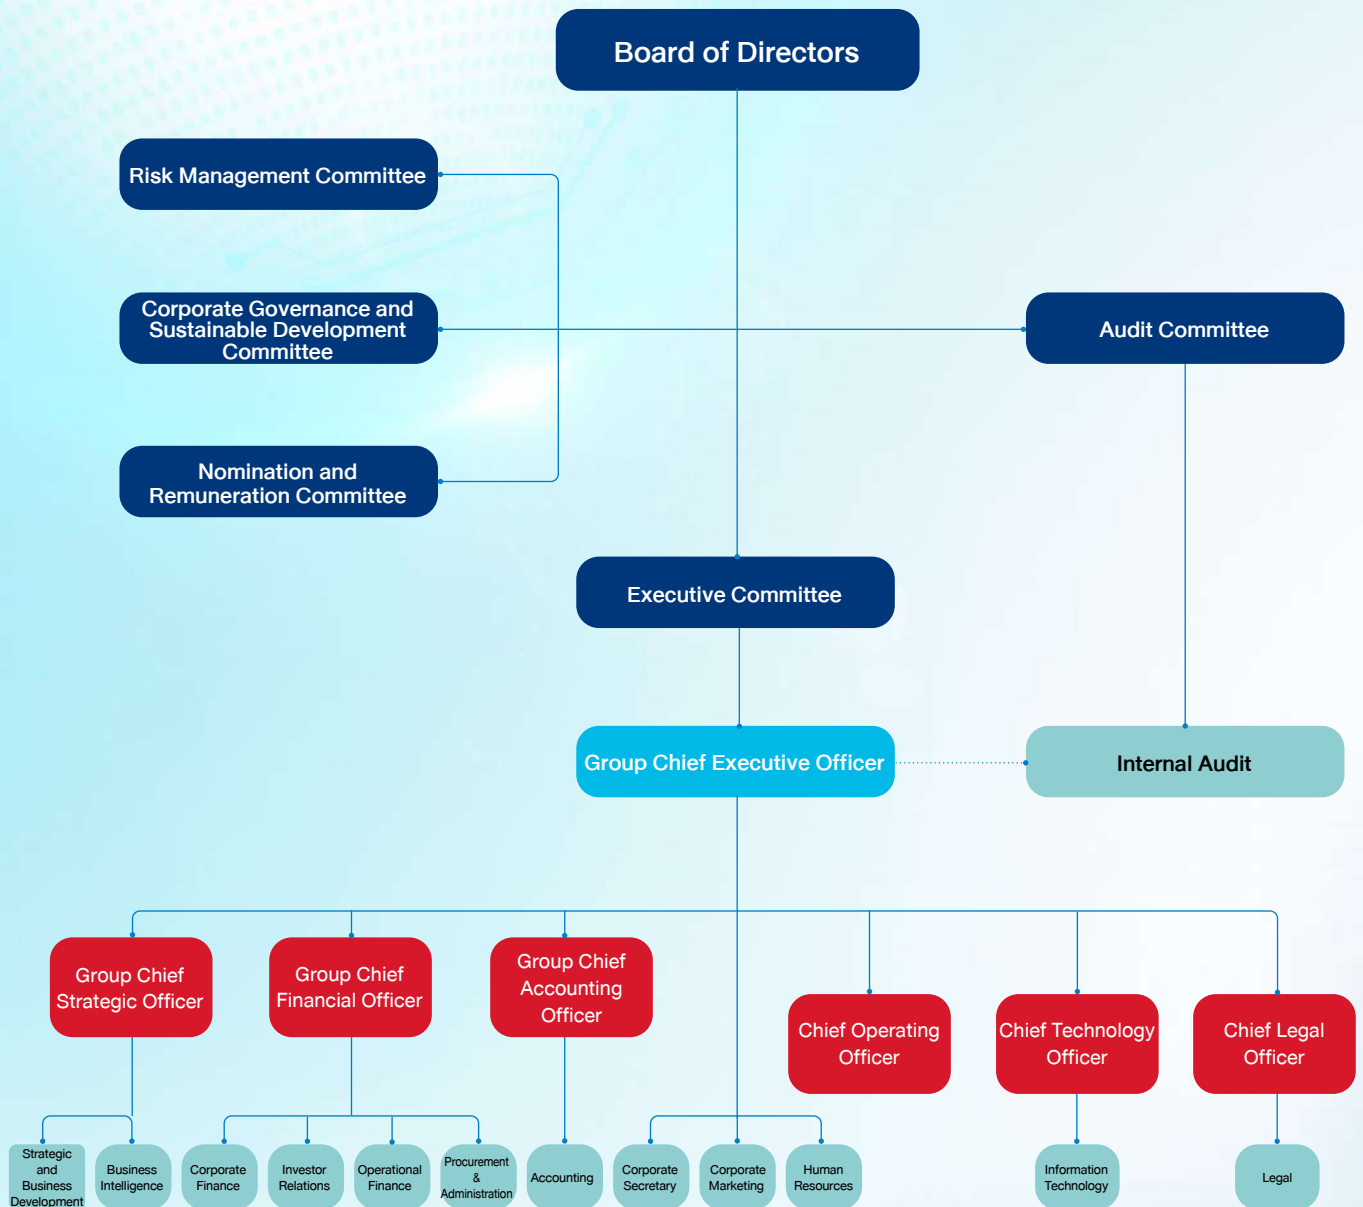 Board of Directors
Risk Management Committee
Corporate Governance and
Sustainable Development
Committee
Audit Committee
Nomination and
Remuneration Committee
Executive Committee
Group Chief Executive Officer
Internal Audit
Group Chief
Strategic Officer
Group Chief
Financial Officer
Group Chief
Accounting
Officer
Chief Operating
Officer
Chief Technology
Officer
Chief Legal
Officer
Strategic
and
Business
Development
Business
Intelligence
Corporate
Finance
Investor
Relations
Operational
Finance
Procurement
&
Administration
Accounting
Corporate
Secretary
Corporate
Marketing
Human
Resources
Information
Technology
Legal